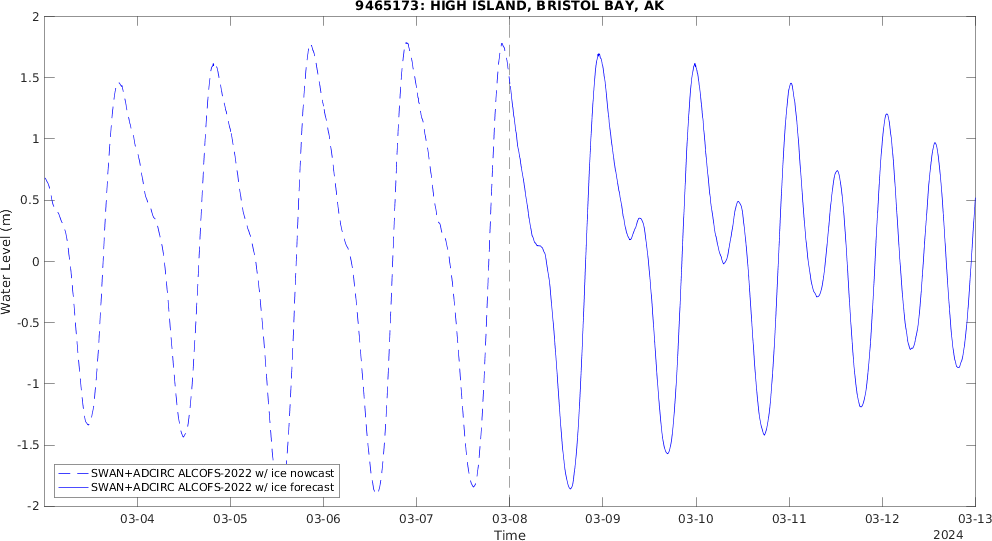 9465173: HIGH ISLAND, BRISTOL BAY, AK
2
1.5
1
0.5
0
-0.5
-1
-1.5
-2
Water Level (m)
SWAN+ADCIRC ALCOFS-2022 w/ ice nowcast
SWAN+ADCIRC ALCOFS-2022 w/ ice forecast
03-04 03-05 03-06 03-07 03-08 03-09 03-10 03-11 03-12 03-13
Time
2024